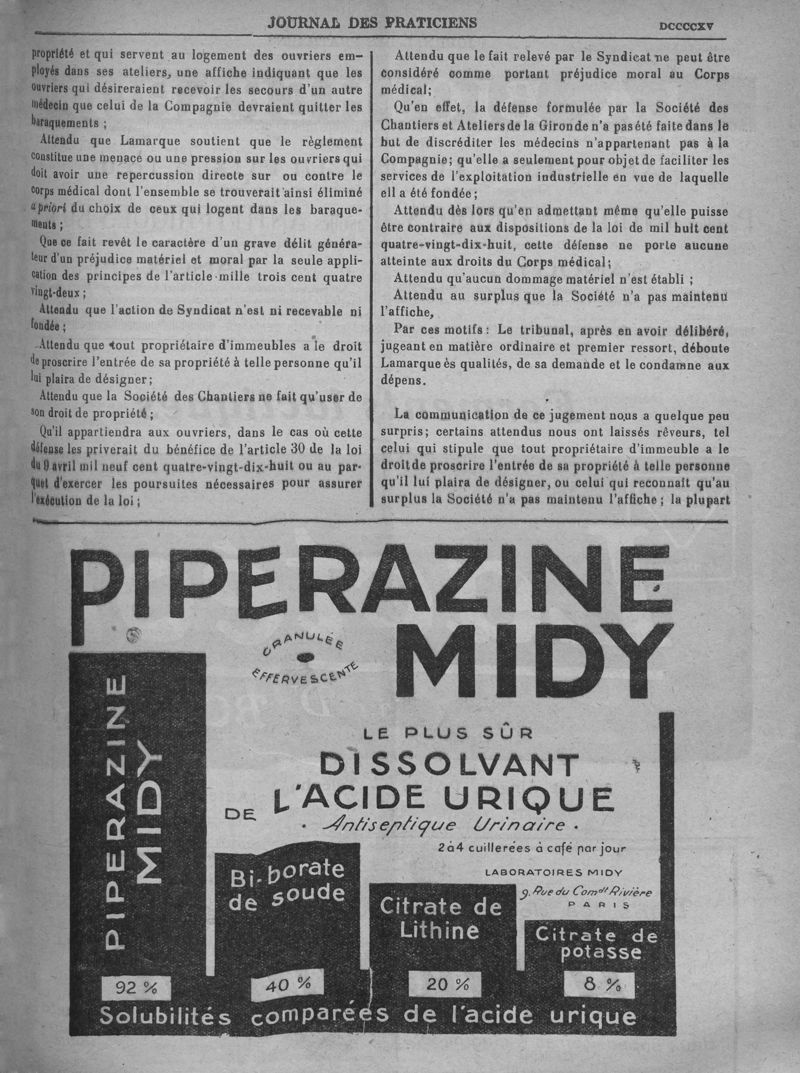 JOURNAL DES PRATICIENS
DCCCCXV
propriété et qui servent au logement des ouvriers em-
ployés dans ses ateliers, une affiche indiquant que les
ouvriers qui désireraient recevoir les secours d'un autre
médecin que celui de la Compagnie devraient quitter les
baraquements ;
Attendu que Lamarque soutient que le règlement
constitue une menace ou une pression sur les ouvriers qui
doit avoir une repercussion directe sur ou contre le
corps médical dont l'ensemble se trouverait ainsi éliminé
a priori du choix de ceux qui logent dans les baraque-
ments ;
Que ce fait revêt le caractère d'un grave délit généra-
teur d'un préjudice matériel et moral par la seule appli-
cation des principes de l'article mille trois cent quatre
vingt-deux ;
Attendu que l'action de Syndicat n'est ni recevable ni
fondée ;
Attendu que tout propriétaire d'immeubles a le droit
de proscrire l'entrée de sa propriété à telle personne qu'il
lui plaira de désigner ;
Attendu que la Société des Chantiers ne fait qu'user de
son droit de propriété ;
Qu'il appartiendra aux ouvriers, dans le cas où cette
défense les priverait du bénéfice de l'article 30 de la loi
du 9 avril mil neuf cent quatre-vingt-dix-huit ou au par-
quet d'exercer les poursuites nécessaires pour assurer
l'exécution de la loi ;
Attendu que le fait relevé par le Syndicat ne peut être
considéré comme portant préjudice moral au Corps
médical;
Qu'en effet, la défense formulée par la Société des
Chantiers et Ateliers de la Gironde n'a pas été faite dans le
but de discréditer les médecins n'appartenant pas à la
Compagnie; qu'elle a seulement pour objet de faciliter les
services de l'exploitation industrielle en vue de laquelle
ell a été fondée ;
Attendu dès lors qu'en admettant même qu'elle puisse
être contraire aux dispositions de la loi de mil huit cent
quatre-vingt-dix-huit, cette défense ne porte aucune
atteinte aux droits du Corps médical ;
Attendu qu'aucun dommage matériel n'est établi ;
Attendu au surplus que la Société n'a pas maintenu
l'affiche,
Par ces motifs : Le tribunal, après en avoir délibéré,
jugeant en matière ordinaire et premier ressort, déboute
Lamarque ès qualités, de sa demande et le condamne aux
dépens.
La communication de ce jugement nous a quelque peu
surpris; certains attendus nous ont laissés rêveurs, tel
celui qui stipule que tout propriétaire d'immeuble a le
droit de proscrire l'entrée de sa propriété à telle personne
qu'il lui plaira de désigner, ou celui qui reconnaît qu'au
surplus la Société n'a pas maintenu l'affiche ; la plupart
PIPERAZINE
MIDY
GRANULÉE
EFFERVESCENTE
LE PLUS SÛR
DISSOLVANT
DE L'ACIDE URIQUE
• Antiseptique Urinaire •
2 à 4 cuillerées à café par jour
LABORATOIRES MIDY
9, Rue du Comdt Rivière
PARIS
PIPERAZINE
MIDY
92 %
Bi-borate
de soude
40 %
Citrate de
Lithine
20 %
Citrate de
potasse
8 %
Solubilités comparées de l'acide urique